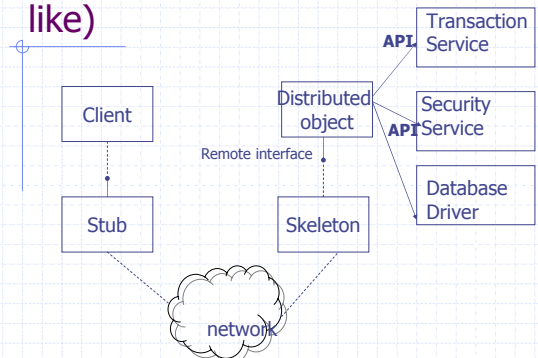 like)
Client
Stub
Distributed
object
Remote interface
Skeleton
network
API
Transaction
Service
API
Security
Service
Database
Driver